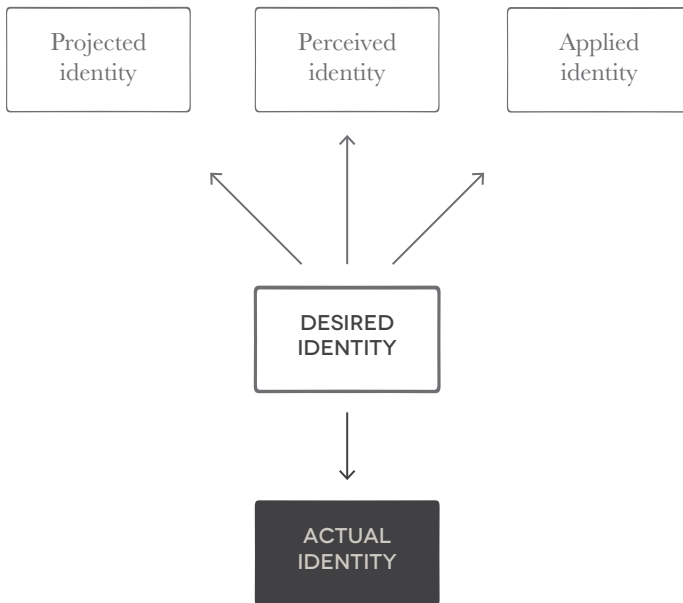 Projected
identity
Perceived
identity
Applied
identity
DESIRED
IDENTITY
ACTUAL
IDENTITY